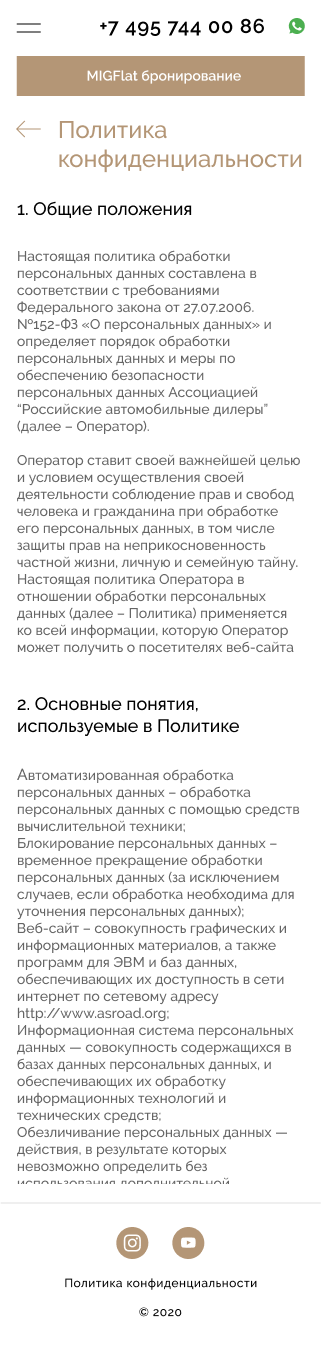 +7 495 744 00 86
MIGFlat бронирование
Политика
конфиденциальности
1. Общие положения
Настоящая политика обработки
персональных данных составлена в
соответствии с требованиями
Федерального закона от 27.07.2006.
№152-ФЗ «О персональных данных» и
определяет порядок обработки
персональных данных и меры по
обеспечению безопасности
персональных данных Ассоциацией
“Российские автомобильные дилеры”
(далее – Оператор).
Оператор ставит своей важнейшей целью
и условием осуществления своей
деятельности соблюдение прав и свобод
человека и гражданина при обработке
его персональных данных, в том числе
защиты прав на неприкосновенность
частной жизни, личную и семейную тайну.
Настоящая политика Оператора в
отношении обработки персональных
данных (далее – Политика) применяется
ко всей информации, которую Оператор
может получить о посетителях веб-сайта
2. Основные понятия,
используемые в Политике
Автоматизированная обработка
персональных данных – обработка
персональных данных с помощью средств
вычислительной техники;
Блокирование персональных данных –
временное прекращение обработки
персональных данных (за исключением
случаев, если обработка необходима для
уточнения персональных данных);
Веб-сайт – совокупность графических и
информационных материалов, а также
программ для ЭВМ и баз данных,
обеспечивающих их доступность в сети
интернет по сетевому адресу
http://www.asroad.org;
Информационная система персональных
данных — совокупность содержащихся в
базах данных персональных данных, и
обеспечивающих их обработку
информационных технологий и
технических средств;
Обезличивание персональных данных —
действия, в результате которых
невозможно определить без
использования дополнительной
Политика конфиденциальности
© 2020